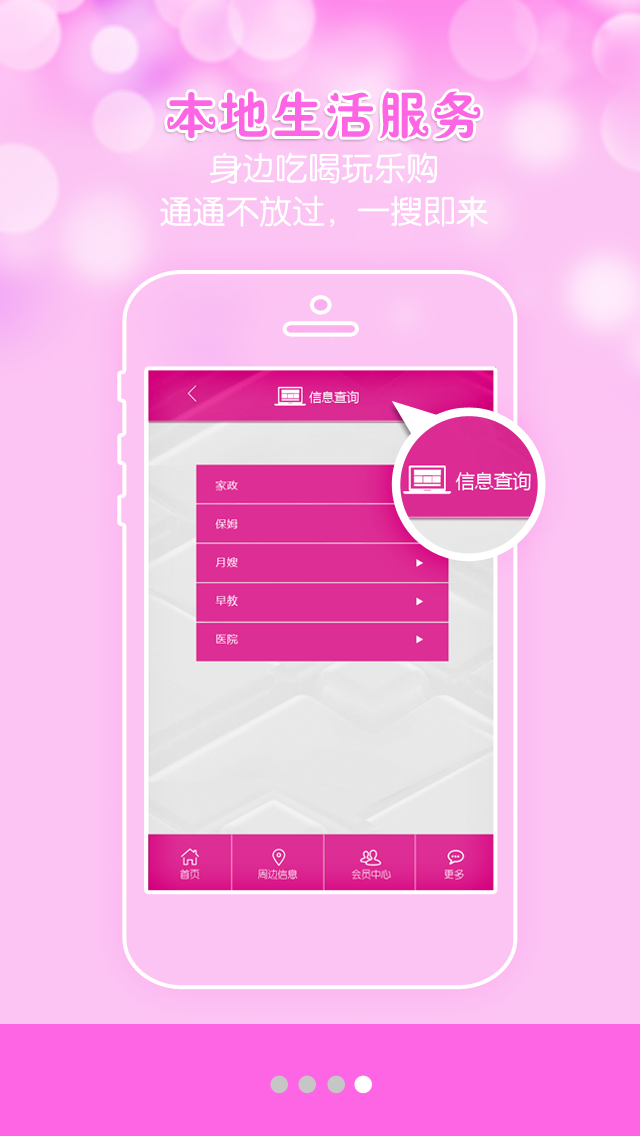 本地生活服务
身边吃喝玩乐购
通通不放过，一搜即来
信息查询
信息查询
家政
保姆
月嫂
早教
医院
首页
周边信息
会员中心
更多